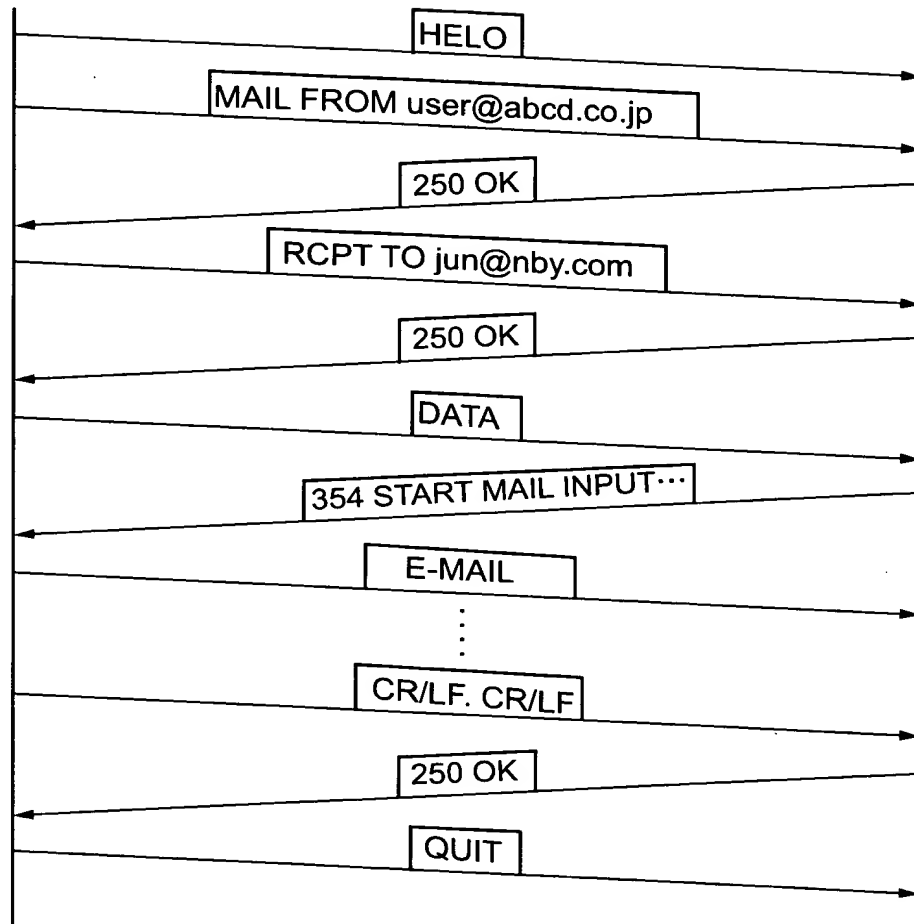 HELO
MAIL FROM user@abcd.co.jp
250 OK
RCPT TO jun@nby.com
250 OK
DATA
354 START MAIL INPUT···
E-MAIL
CR/LF. CR/LF
250 OK
QUIT